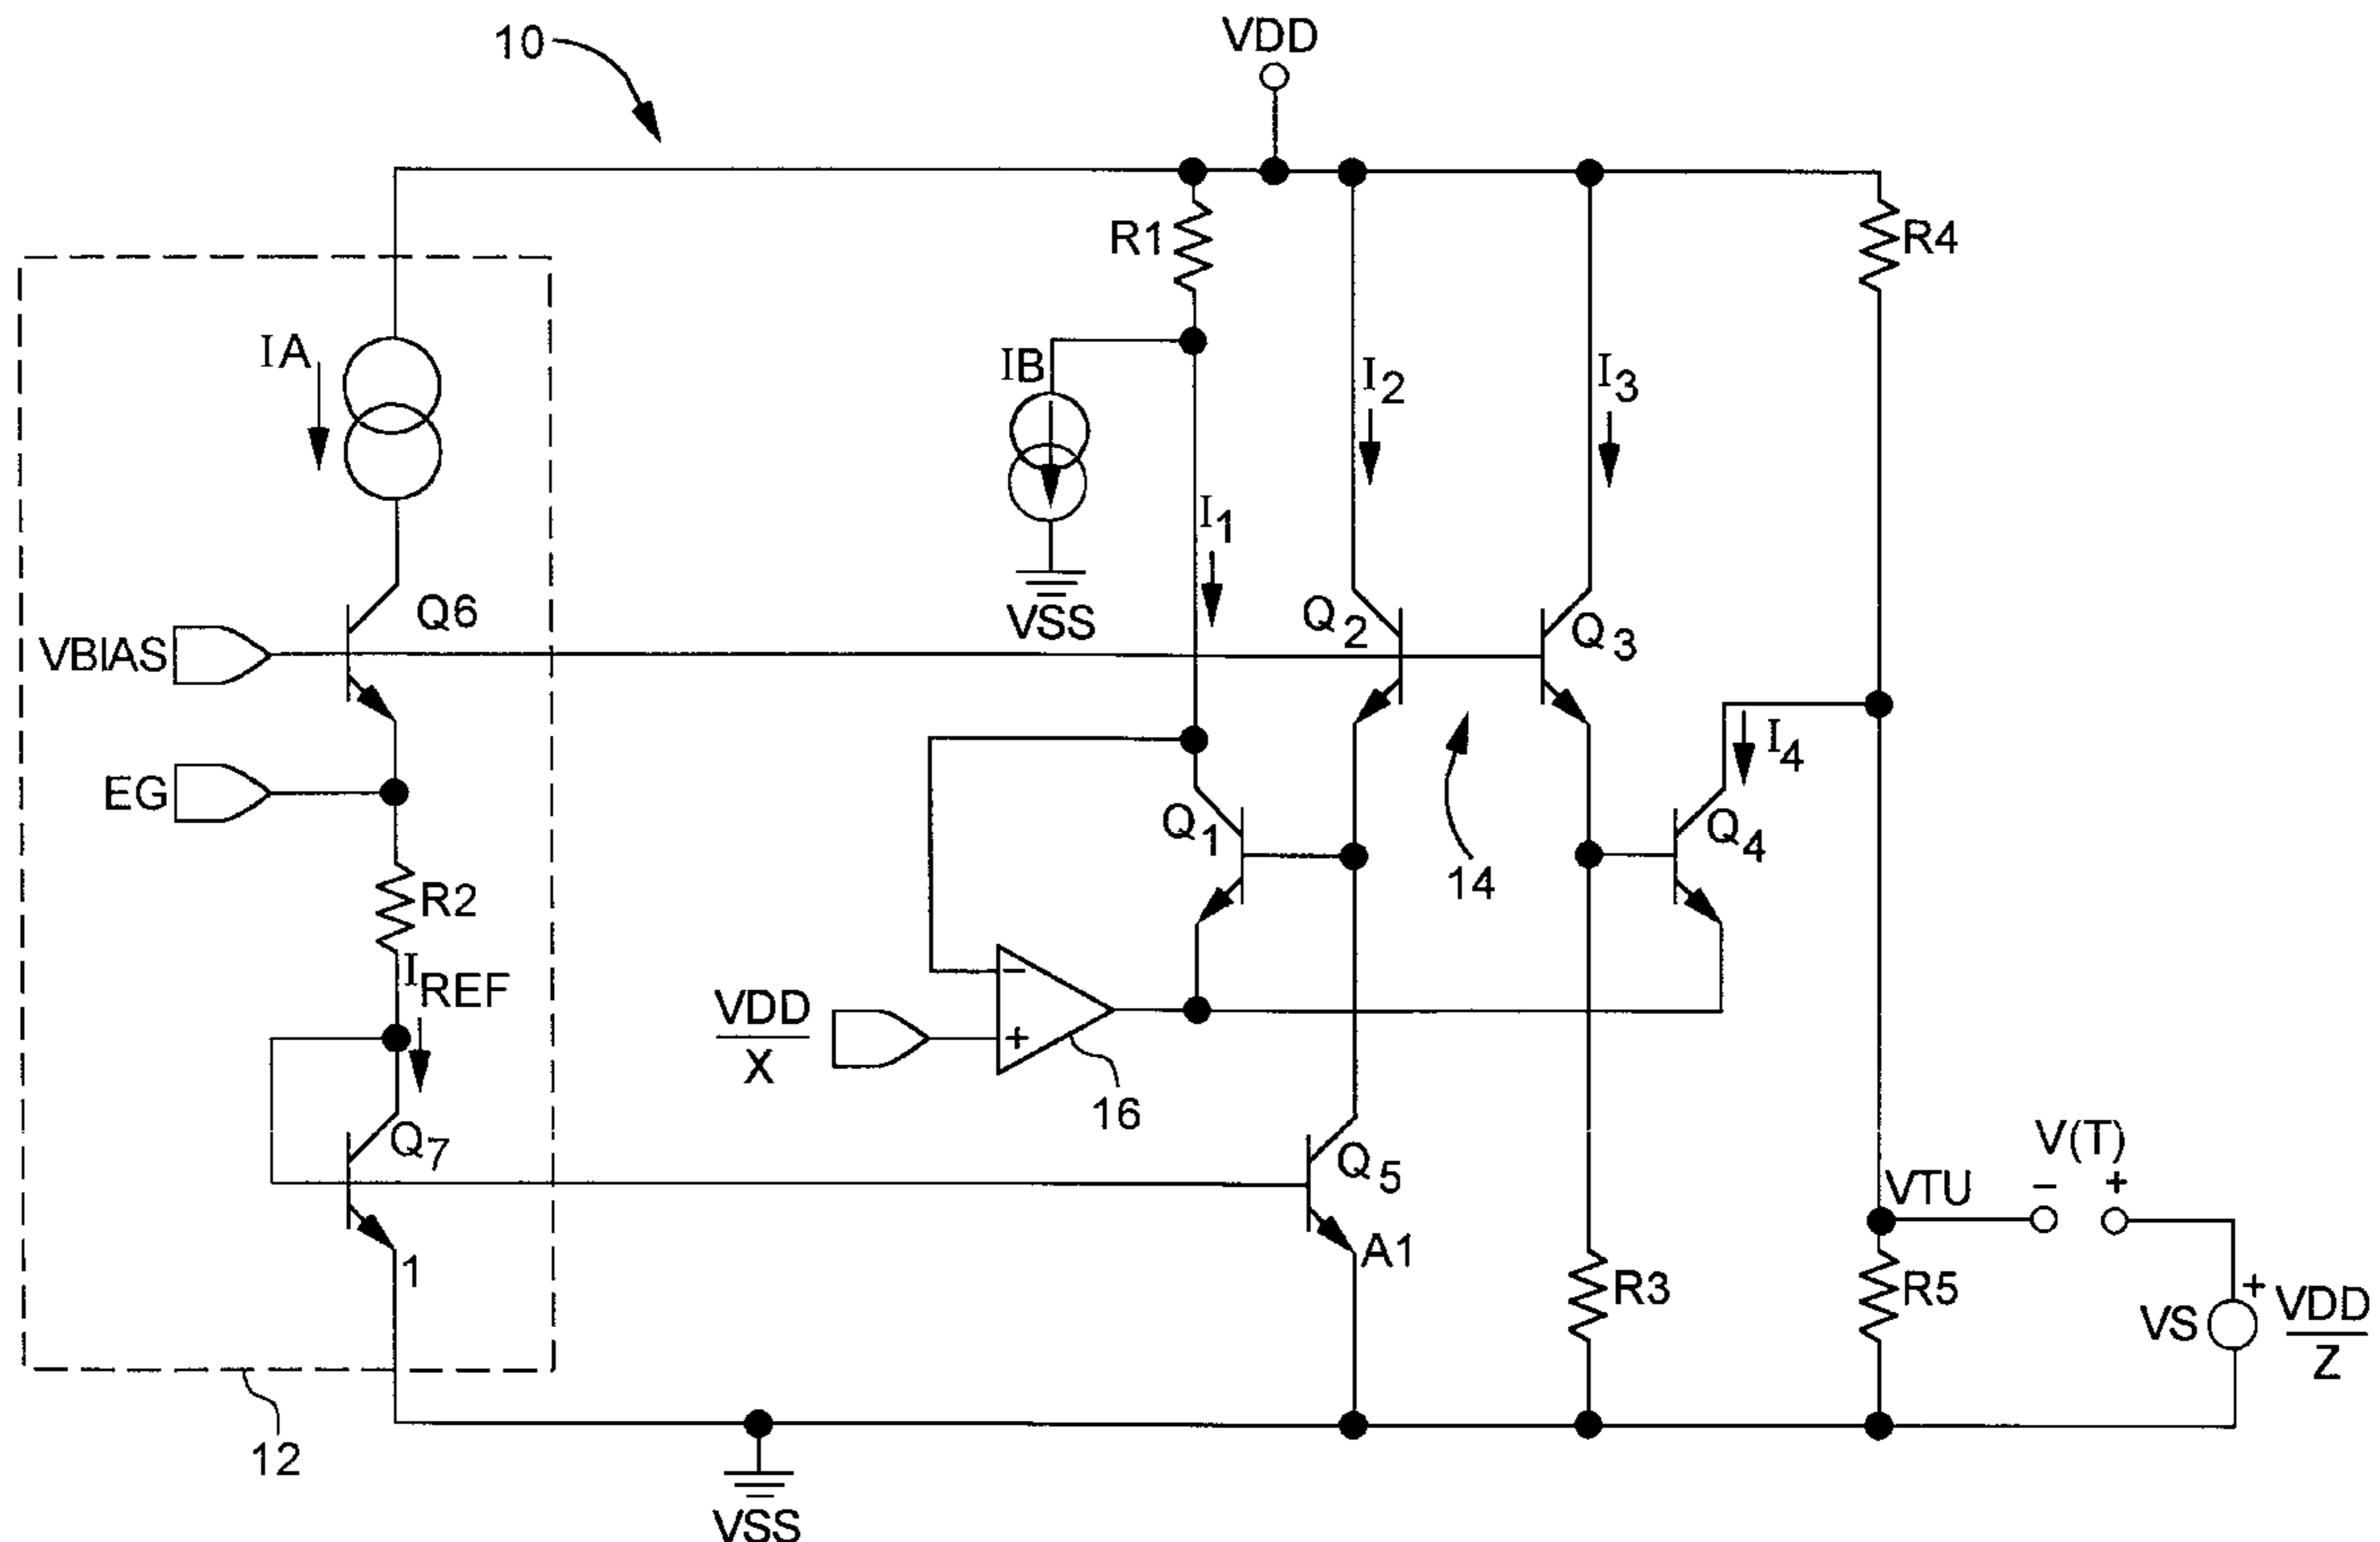 10
VDD
R1
R4
IA
IB
I2
I3
I1
VSS
Q6
Q2
Q3
VBIAS
I4
EG
Q1
Q4
14
R2
IREF
VDD
X
−
+
16
Q7
Q5
V(T)
VTU
−
+
A1
1
R3
R5
VS
+
VDD
Z
12
VSS